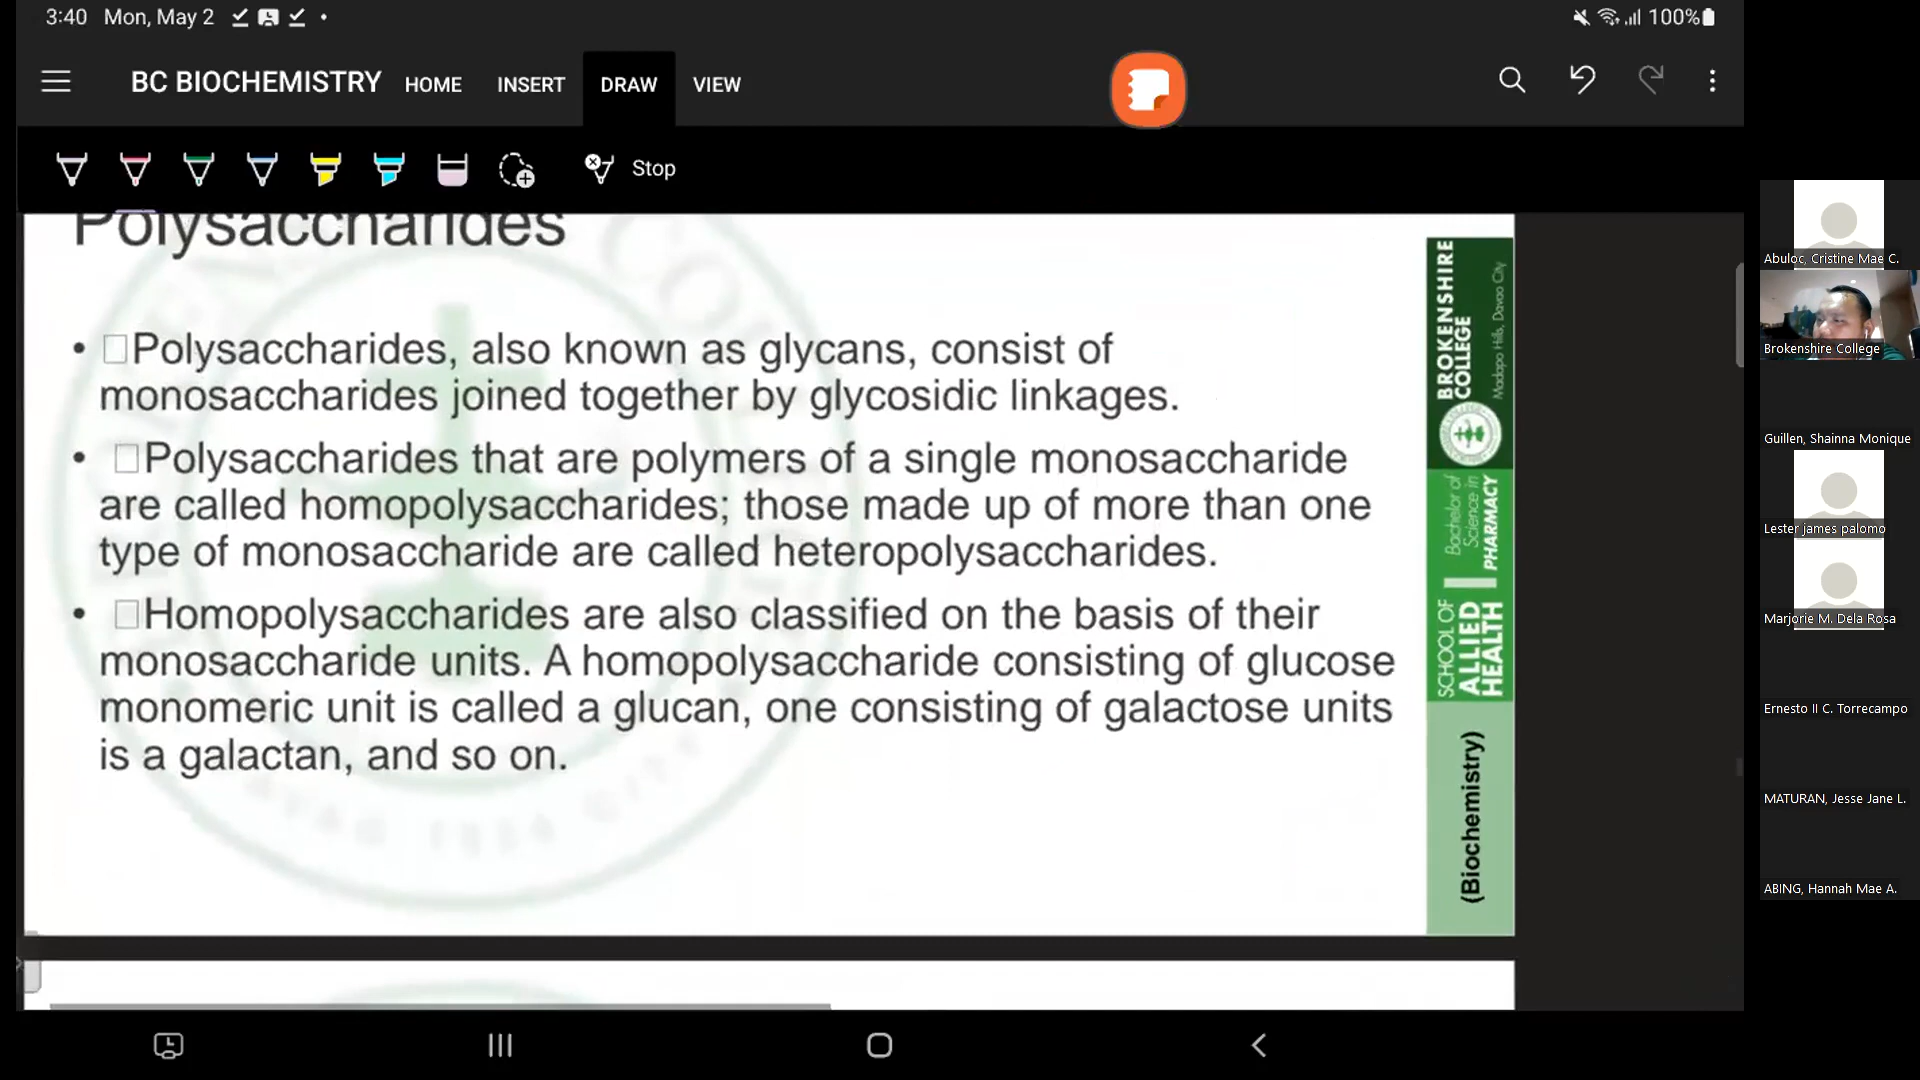 3:40 Mon, May 2
100%
BC BIOCHEMISTRY HOME INSERT DRAW VIEW
Stop
Polysaccharides
• Polysaccharides, also known as glycans, consist of
monosaccharides joined together by glycosidic linkages.
• Polysaccharides that are polymers of a single monosaccharide
are called homopolysaccharides; those made up of more than one
type of monosaccharide are called heteropolysaccharides.
• Homopolysaccharides are also classified on the basis of their
monosaccharide units. A homopolysaccharide consisting of glucose
monomeric unit is called a glucan, one consisting of galactose units
is a galactan, and so on.
BROKENSHIRE
COLLEGE
Madapo Hills, Davao City
Bachelor of
Science in
PHARMACY
SCHOOL OF
ALLIED
HEALTH
(Biochemistry)
Abuloc, Cristine Mae C.
Brokenshire College
Guillen, Shainna Monique
Lester james palomo
Marjorie M. Dela Rosa
Ernesto II C. Torrecampo
MATURAN, Jesse Jane L.
ABING, Hannah Mae A.